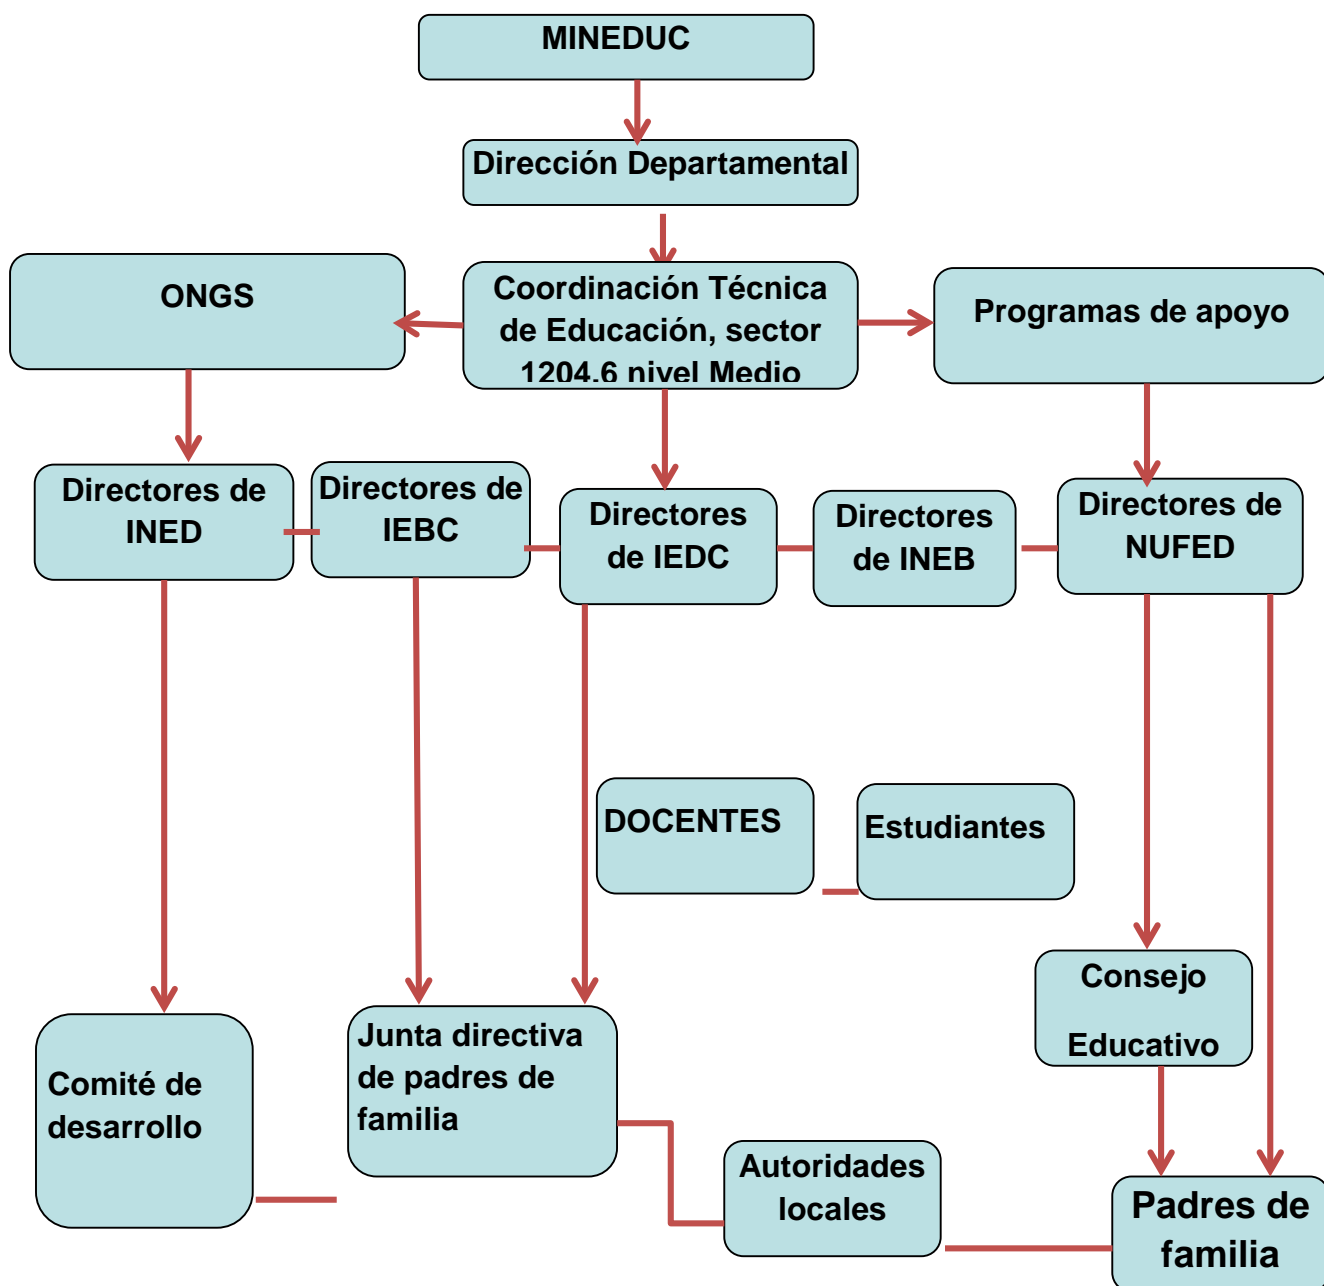 MINEDUC
Dirección Departamental
ONGS
Coordinación Técnica
de Educación, sector
1204.6 nivel Medio
Programas de apoyo
Directores de
INED
Directores de
IEBC
Directores
de IEDC
Directores
de INEB
Directores de
NUFED
DOCENTES
Estudiantes
Consejo
Educativo
Comité de
desarrollo
Junta directiva
de padres de
familia
Autoridades
locales
Padres de
familia